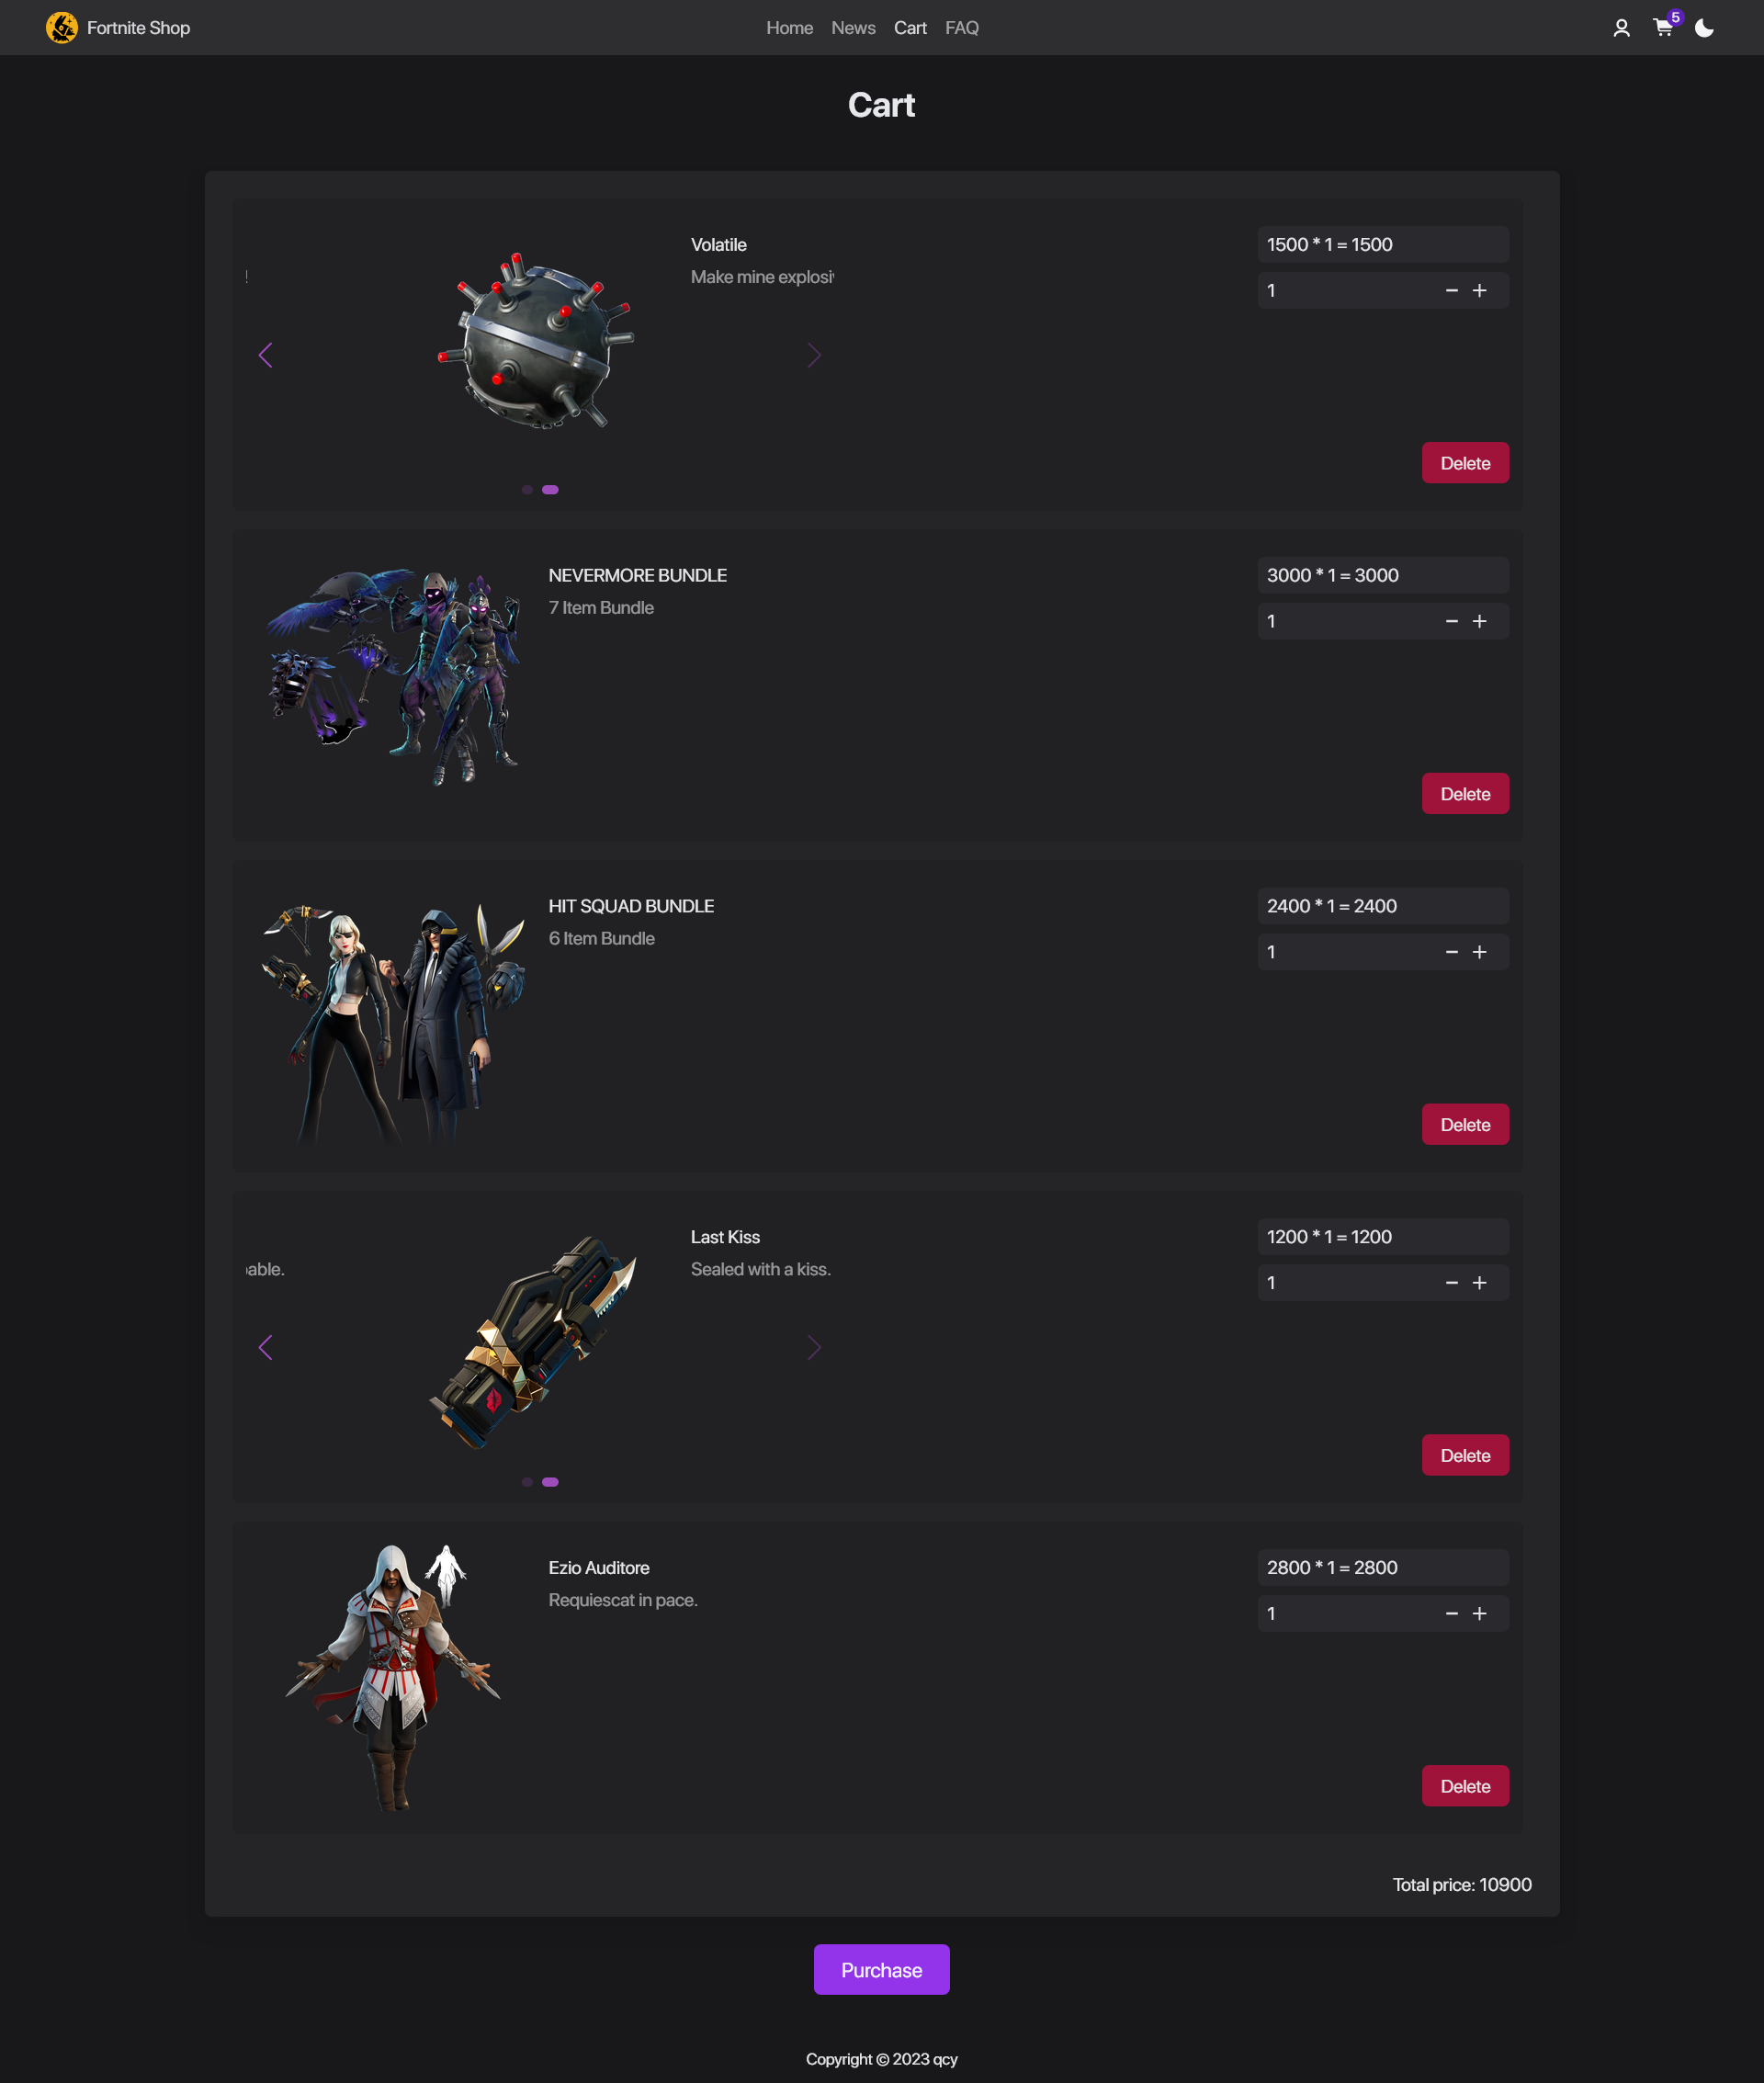 Fortnite Shop
Home News Cart FAQ
5
Cart
Volatile
Make mine explosi
1500 * 1 = 1500
1
Delete
NEVERMORE BUNDLE
7 Item Bundle
3000 * 1 = 3000
1
Delete
HIT SQUAD BUNDLE
6 Item Bundle
2400 * 1 = 2400
1
Delete
able.
Last Kiss
Sealed with a kiss.
1200 * 1 = 1200
1
Delete
Ezio Auditore
Requiescat in pace.
2800 * 1 = 2800
1
Delete
Total price: 10900
Purchase
Copyright © 2023 qcy